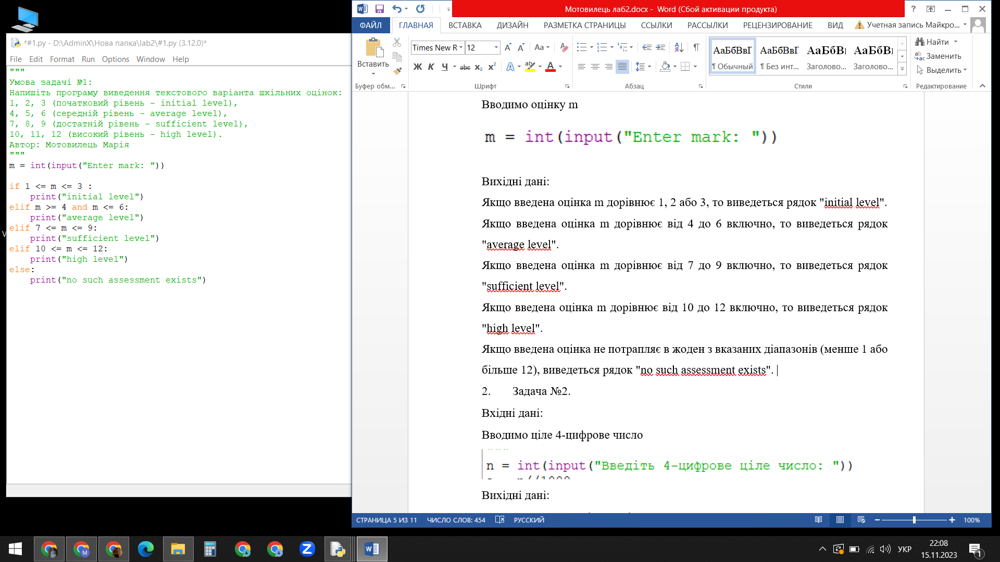 *#1.py - D:\AdminX\Нова папка\lab2\#1.py (3.12.0)*
File Edit Format Run Options Window Help
"""
Умова задачі №1:
Напишіть програму виведення текстового варіанта шкільних оцінок:
1, 2, 3 (початковий рівень - initial level),
4, 5, 6 (середній рівень - average level),
7, 8, 9 (достатній рівень - sufficient level),
10, 11, 12 (високий рівень - high level).
Автор: Мотовилець Марія
"""
m = int(input("Enter mark: "))
if 1 <= m <= 3 :
print("initial level")
elif m >= 4 and m <= 6:
print("average level")
elif 7 <= m <= 9:
print("sufficient level")
elif 10 <= m <= 12:
print("high level")
else:
print("no such assessment exists")
Мотовилець лаб2.docx - Word (Сбой активации продукта)
ФАЙЛ ГЛАВНАЯ ВСТАВКА ДИЗАЙН РАЗМЕТКА СТРАНИЦЫ ССЫЛКИ РАССЫЛКИ РЕЦЕНЗИРОВАНИЕ ВИД Учетная запись Майкро...
Вставить
Times New R 12 Aa
Ж К Ч abc x₂ x² A ab A
АаБбВвГ АаБбВвГ АаБбВ АаБбВ
¶ Обычный ¶ Без инт... Заголово... Заголово...
Найти
Заменить
Выделить
Буфер обм... Шрифт Абзац Стили Редактирование
Вводимо оцінку m
m = int(input("Enter mark: "))
Вихідні дані:
Якщо введена оцінка m дорівнює 1, 2 або 3, то виведеться рядок "initial level".
Якщо введена оцінка m дорівнює від 4 до 6 включно, то виведеться рядок
"average level".
Якщо введена оцінка m дорівнює від 7 до 9 включно, то виведеться рядок
"sufficient level".
Якщо введена оцінка m дорівнює від 10 до 12 включно, то виведеться рядок
"high level".
Якщо введена оцінка не потрапляє в жоден з вказаних діапазонів (менше 1 або
більше 12), виведеться рядок "no such assessment exists".
2. Задача №2.
Вхідні дані:
Вводимо ціле 4-цифрове число
n = int(input("Введіть 4-цифрове ціле число: "))
Вихідні дані:
СТРАНИЦА 5 ИЗ 11 ЧИСЛО СЛОВ: 454 РУССКИЙ 100%
УКР
22:08
15.11.2023
1